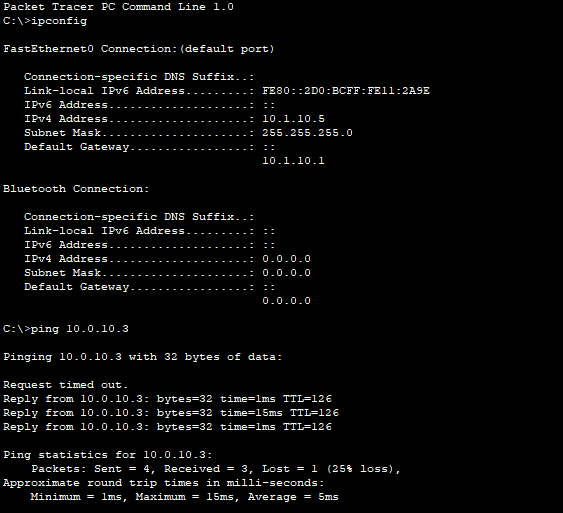 Packet Tracer PC Command Line 1.0
C:\>ipconfig
FastEthernet0 Connection:(default port)
Connection-specific DNS Suffix..:
Link-local IPv6 Address.........: FE80::2D0:BCFF:FE11:2A9E
IPv6 Address....................: ::
IPv4 Address....................: 10.1.10.5
Subnet Mask.....................: 255.255.255.0
Default Gateway.................: ::
10.1.10.1
Bluetooth Connection:
Connection-specific DNS Suffix..:
Link-local IPv6 Address.........: ::
IPv6 Address....................: ::
IPv4 Address....................: 0.0.0.0
Subnet Mask.....................: 0.0.0.0
Default Gateway.................: ::
0.0.0.0
C:\>ping 10.0.10.3
Pinging 10.0.10.3 with 32 bytes of data:
Request timed out.
Reply from 10.0.10.3: bytes=32 time=1ms TTL=126
Reply from 10.0.10.3: bytes=32 time=15ms TTL=126
Reply from 10.0.10.3: bytes=32 time=1ms TTL=126
Ping statistics for 10.0.10.3:
Packets: Sent = 4, Received = 3, Lost = 1 (25% loss),
Approximate round trip times in milli-seconds:
Minimum = 1ms, Maximum = 15ms, Average = 5ms